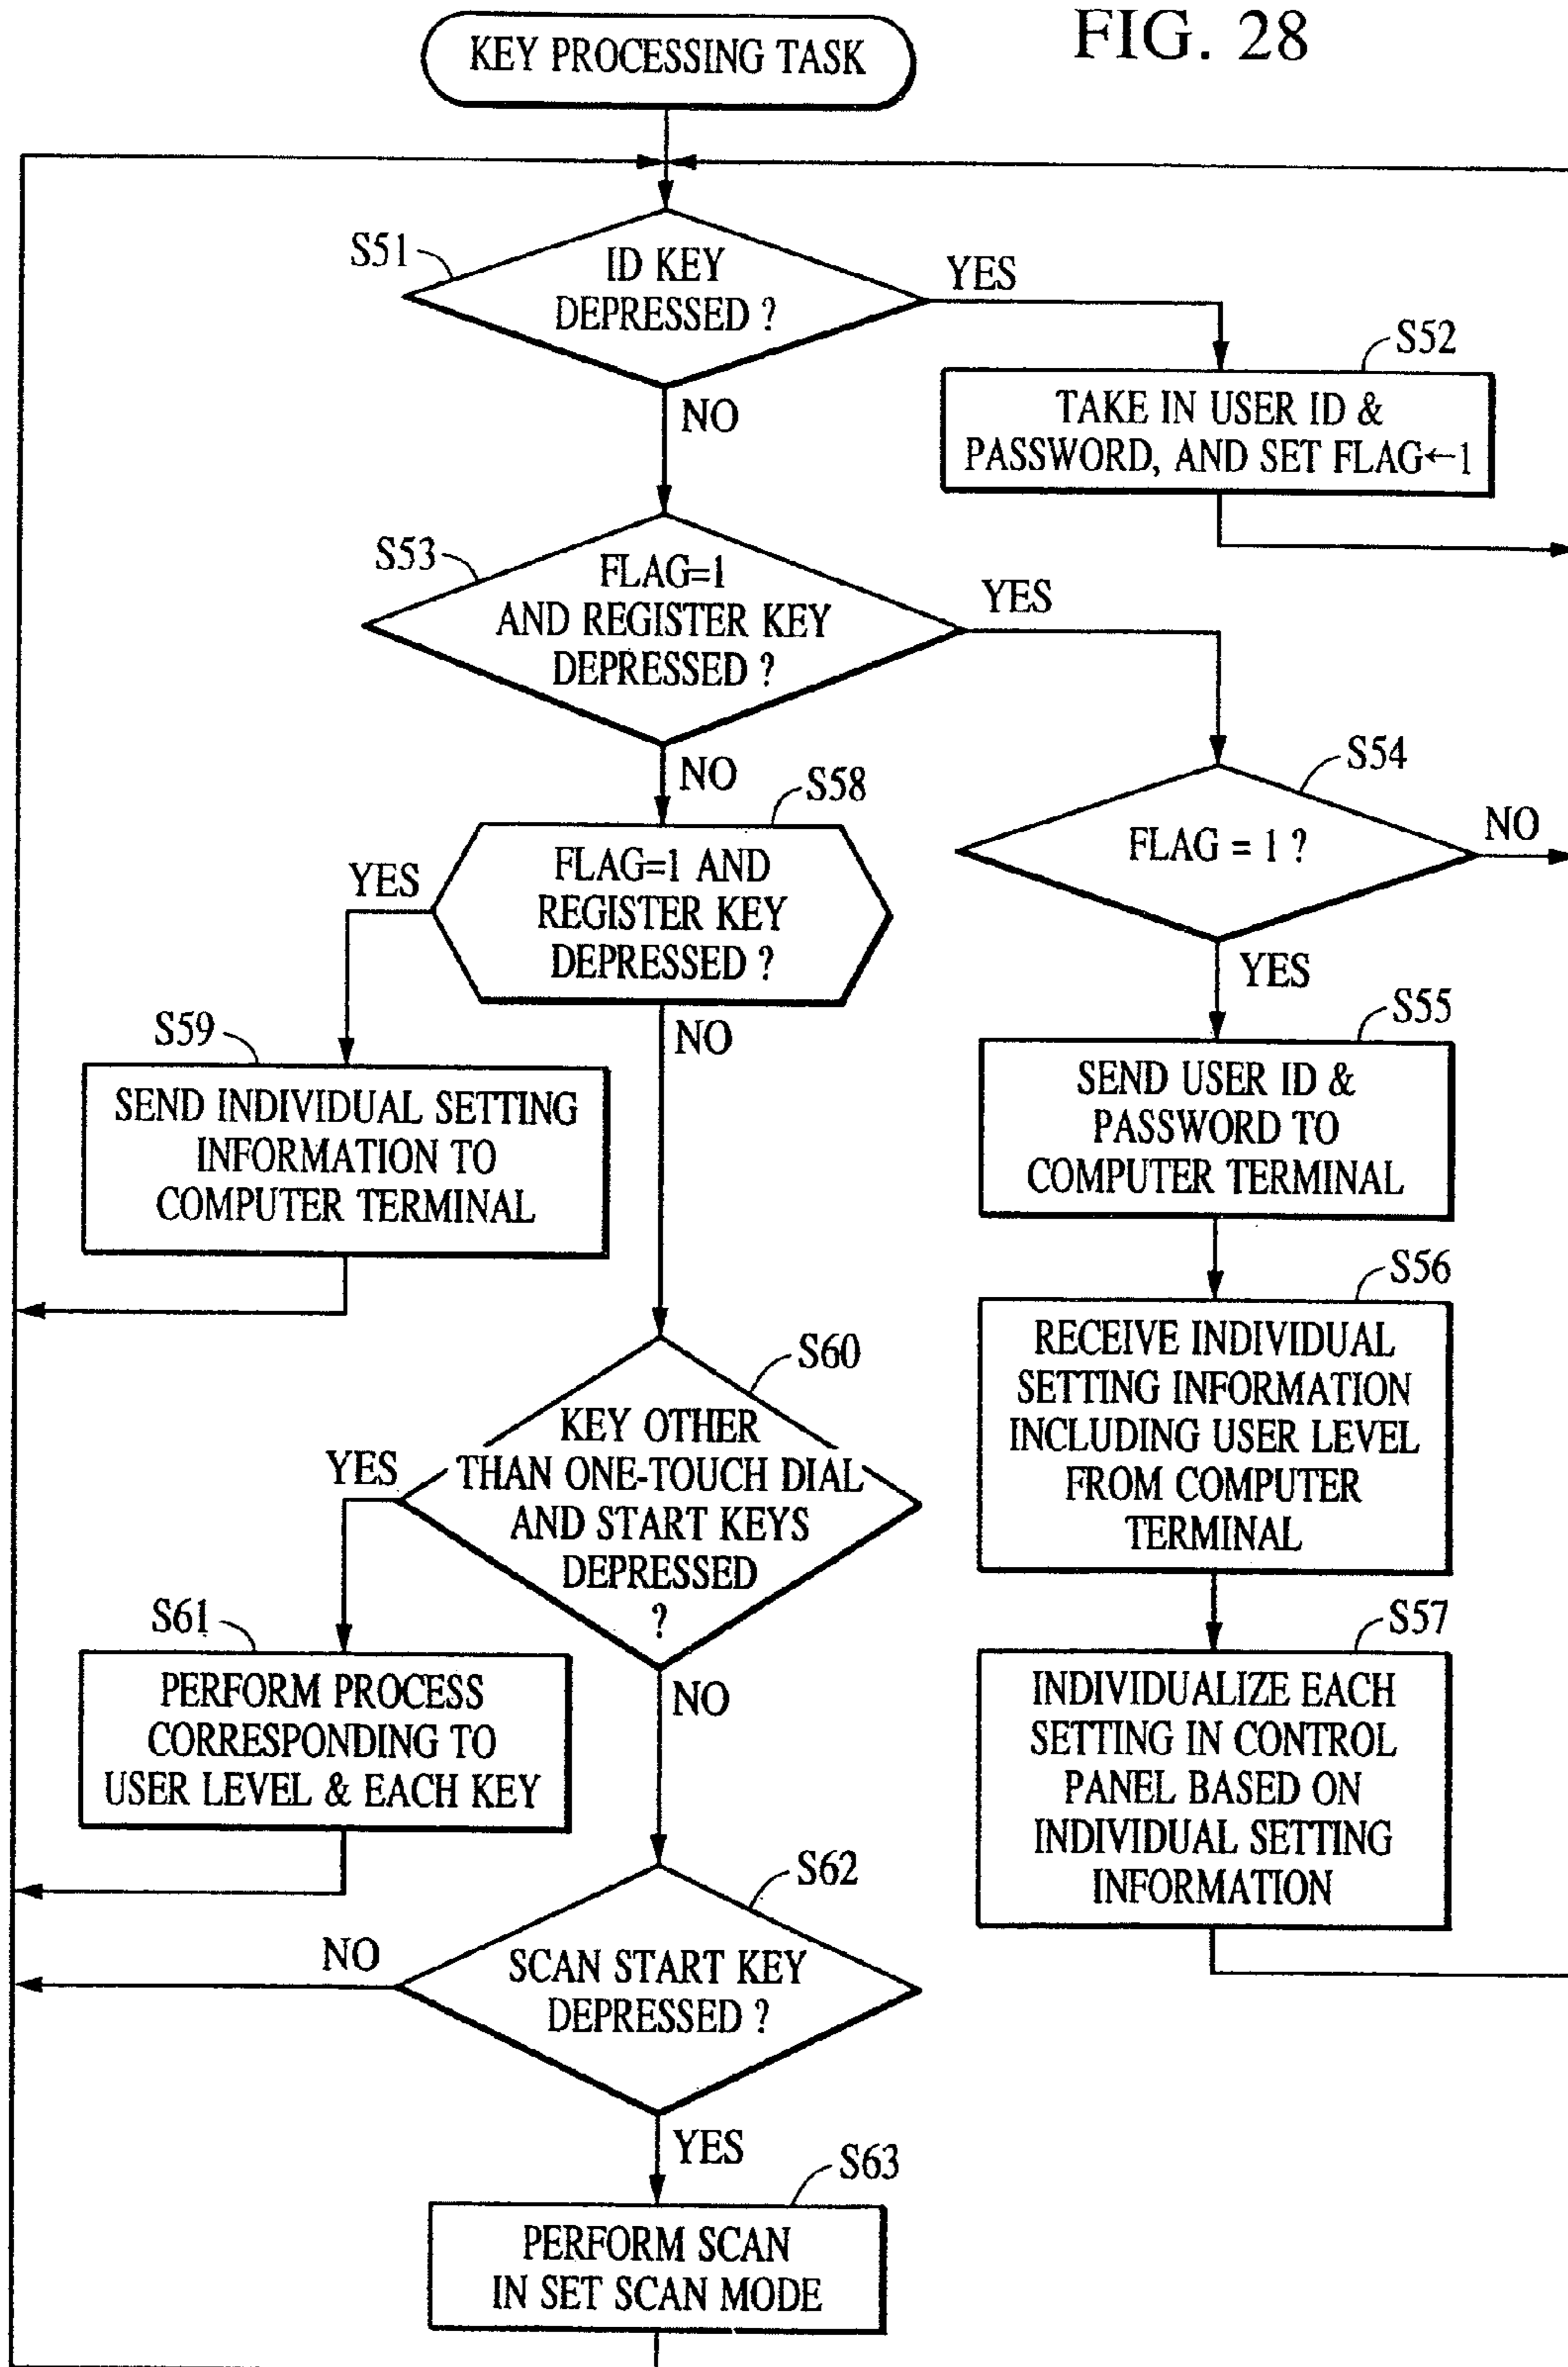 FIG. 28
KEY PROCESSING TASK
S51
ID KEY
DEPRESSED ?
YES
NO
S52
TAKE IN USER ID &
PASSWORD, AND SET FLAG←1
S53
FLAG=1
AND REGISTER KEY
DEPRESSED ?
YES
NO
S54
FLAG = 1 ?
NO
YES
S58
FLAG=1 AND
REGISTER KEY
DEPRESSED ?
YES
NO
S59
SEND INDIVIDUAL SETTING
INFORMATION TO
COMPUTER TERMINAL
S55
SEND USER ID &
PASSWORD TO
COMPUTER TERMINAL
S56
RECEIVE INDIVIDUAL
SETTING INFORMATION
INCLUDING USER LEVEL
FROM COMPUTER
TERMINAL
S60
KEY OTHER
THAN ONE-TOUCH DIAL
AND START KEYS
DEPRESSED
?
YES
NO
S61
PERFORM PROCESS
CORRESPONDING TO
USER LEVEL & EACH KEY
S57
INDIVIDUALIZE EACH
SETTING IN CONTROL
PANEL BASED ON
INDIVIDUAL SETTING
INFORMATION
S62
SCAN START KEY
DEPRESSED ?
NO
YES
S63
PERFORM SCAN
IN SET SCAN MODE